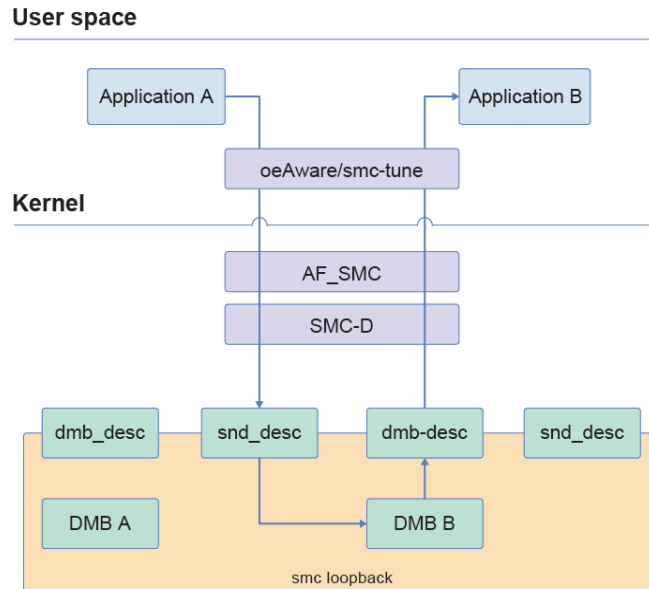 User space
Application A
Application B
oeAware/smc-tune
Kernel
AF_SMC
SMC-D
dmb_desc
snd_desc
dmb-desc
snd_desc
DMB A
DMB B
smc loopback